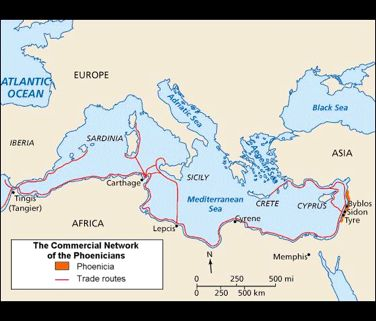 EUROPE
ATLANTIC
OCEAN
Adriatic Sea
Black Sea
IBERIA
SARDINIA
ASIA
SICILY
Carthage
Tingis
(Tangier)
Mediterranean
Sea
CRETE
CYPRUS
Byblos
Sidon
Tyre
AFRICA
Lepcis
Cyrene
Memphis
The Commercial Network
of the Phoenicians
Phoenicia
Trade routes
N
0 250 500 mi
0 250 500 km